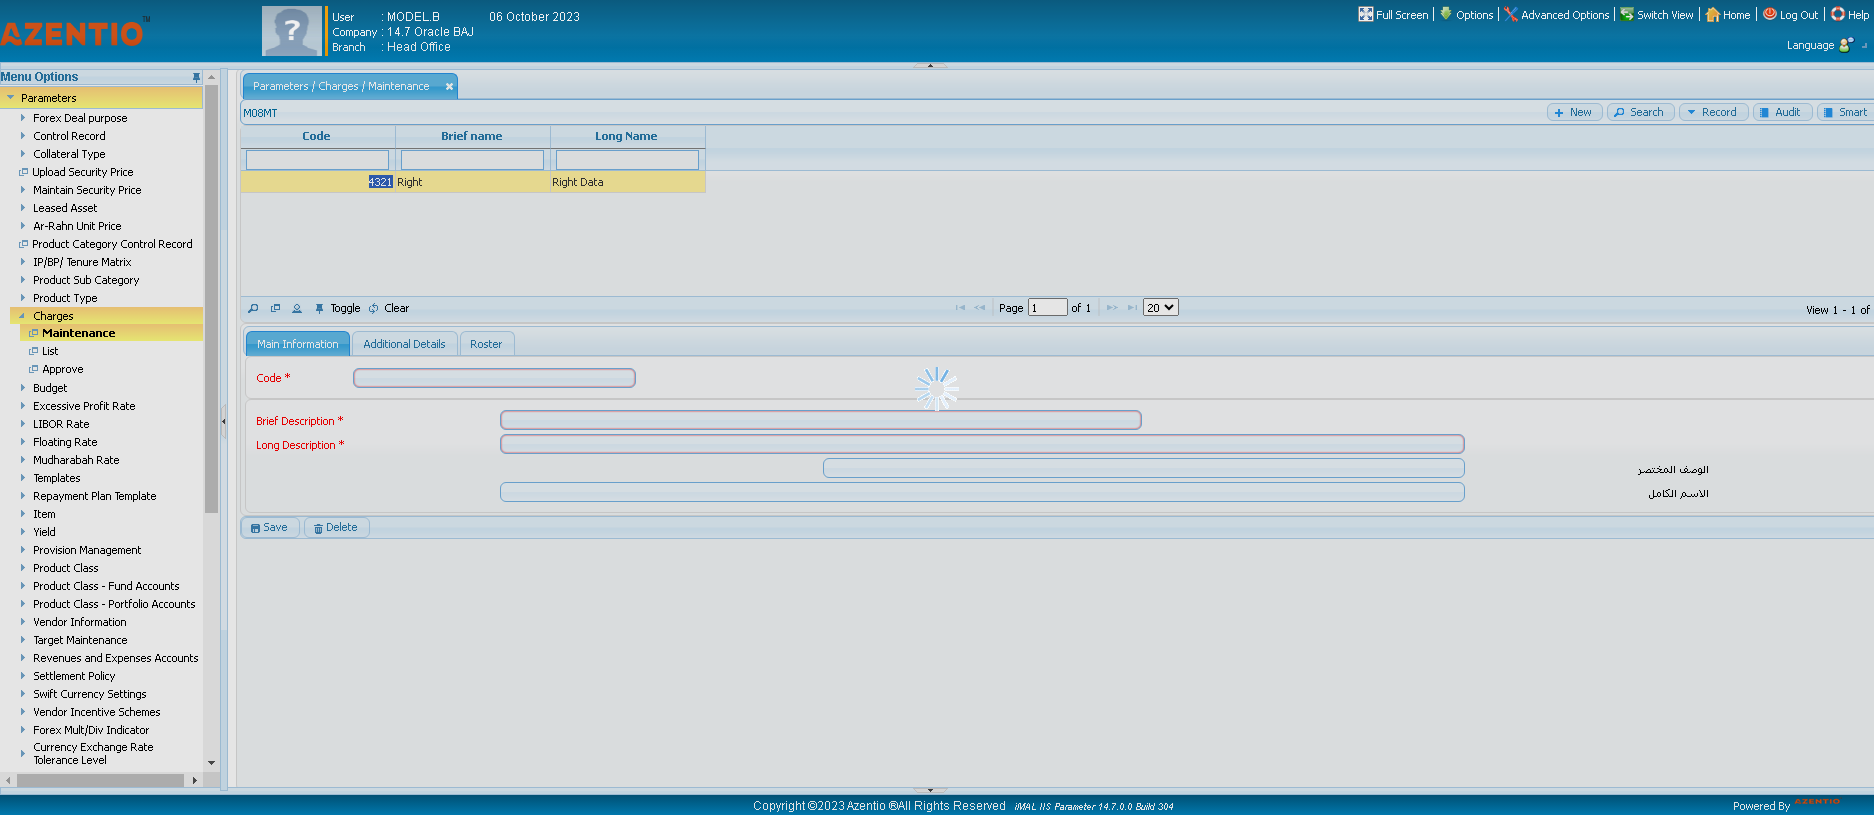 AZENTIO™
User : MODEL.B 06 October 2023
Company : 14.7 Oracle BAJ
Branch : Head Office
Full Screen Options Advanced Options Switch View Home Log Out Help
Language
Menu Options
Parameters
Forex Deal purpose
Control Record
Collateral Type
Upload Security Price
Maintain Security Price
Leased Asset
Ar-Rahn Unit Price
Product Category Control Record
IP/BP/ Tenure Matrix
Product Sub Category
Product Type
Charges
Maintenance
List
Approve
Budget
Excessive Profit Rate
LIBOR Rate
Floating Rate
Mudharabah Rate
Templates
Repayment Plan Template
Item
Yield
Provision Management
Product Class
Product Class - Fund Accounts
Product Class - Portfolio Accounts
Vendor Information
Target Maintenance
Revenues and Expenses Accounts
Settlement Policy
Swift Currency Settings
Vendor Incentive Schemes
Forex Mult/Div Indicator
Currency Exchange Rate
Tolerance Level
Parameters / Charges / Maintenance
M08MT
New Search Record Audit Smart
Code Brief name Long Name
4321 Right Right Data
Toggle Clear
Page 1 of 1 20
View 1 - 1 of
Main Information Additional Details Roster
Code *
Brief Description *
Long Description *
الوصف المختصر
الاسم الكامل
Save Delete
Copyright ©2023 Azentio ®All Rights Reserved iMAL IIS Parameter 14.7.0.0 Build 304
Powered By AZENTIO